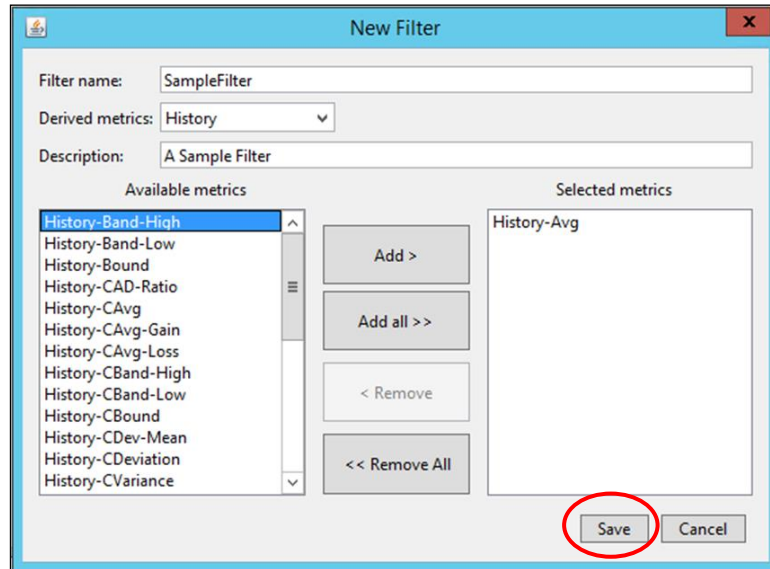 New Filter
x
Filter name: SampleFilter
Derived metrics: History
Description: A Sample Filter
Available metrics
Selected metrics
History-Band-High
History-Band-Low
History-Bound
History-CAD-Ratio
History-CAvg
History-CAvg-Gain
History-CAvg-Loss
History-CBand-High
History-CBand-Low
History-CBound
History-CDev-Mean
History-CDeviation
History-CVariance
Add >
Add all >>
< Remove
<< Remove All
History-Avg
Save
Cancel